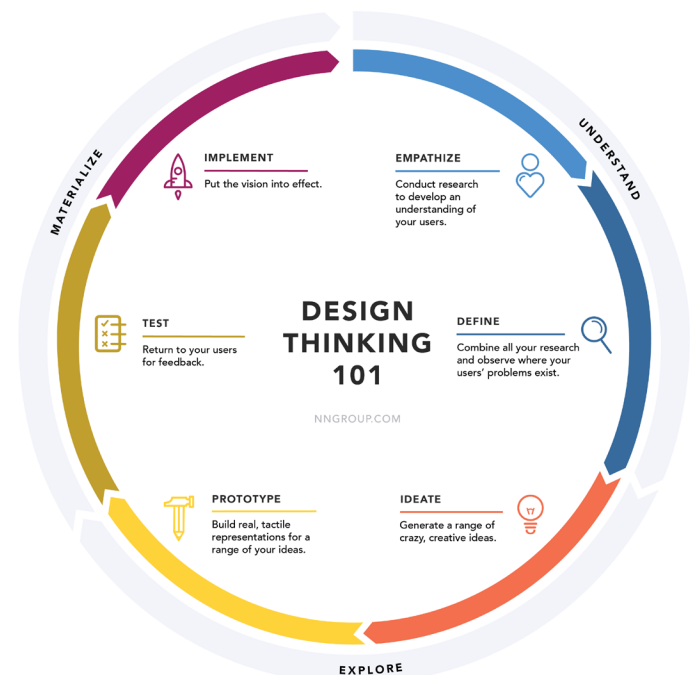 DESIGN
THINKING
101
NNGROUP.COM
UNDERSTAND
EMPATHIZE
Conduct research
to develop an
understanding of
your users.
DEFINE
Combine all your research
and observe where your
users’ problems exist.
EXPLORE
IDEATE
Generate a range of
crazy, creative ideas.
PROTOTYPE
Build real, tactile
representations for a
range of your ideas.
MATERIALIZE
TEST
Return to your users
for feedback.
IMPLEMENT
Put the vision into effect.